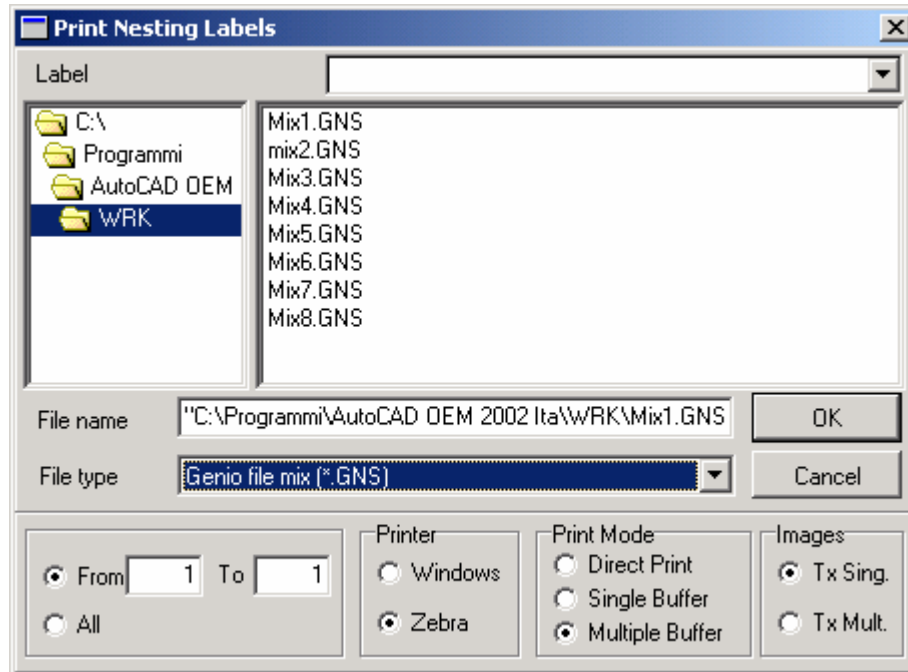 Print Nesting Labels
Label
C:\
Programmi
AutoCAD OEM
WRK
Mix1.GNS
mix2.GNS
Mix3.GNS
Mix4.GNS
Mix5.GNS
Mix6.GNS
Mix7.GNS
Mix8.GNS
File name "C:\Programmi\AutoCAD OEM 2002 Ita\WRK\Mix1.GNS OK
File type Genio file mix (*.GNS) Cancel
From 1 To 1
All
Printer
Windows
Zebra
Print Mode
Direct Print
Single Buffer
Multiple Buffer
Images
Tx Sing.
Tx Mult.